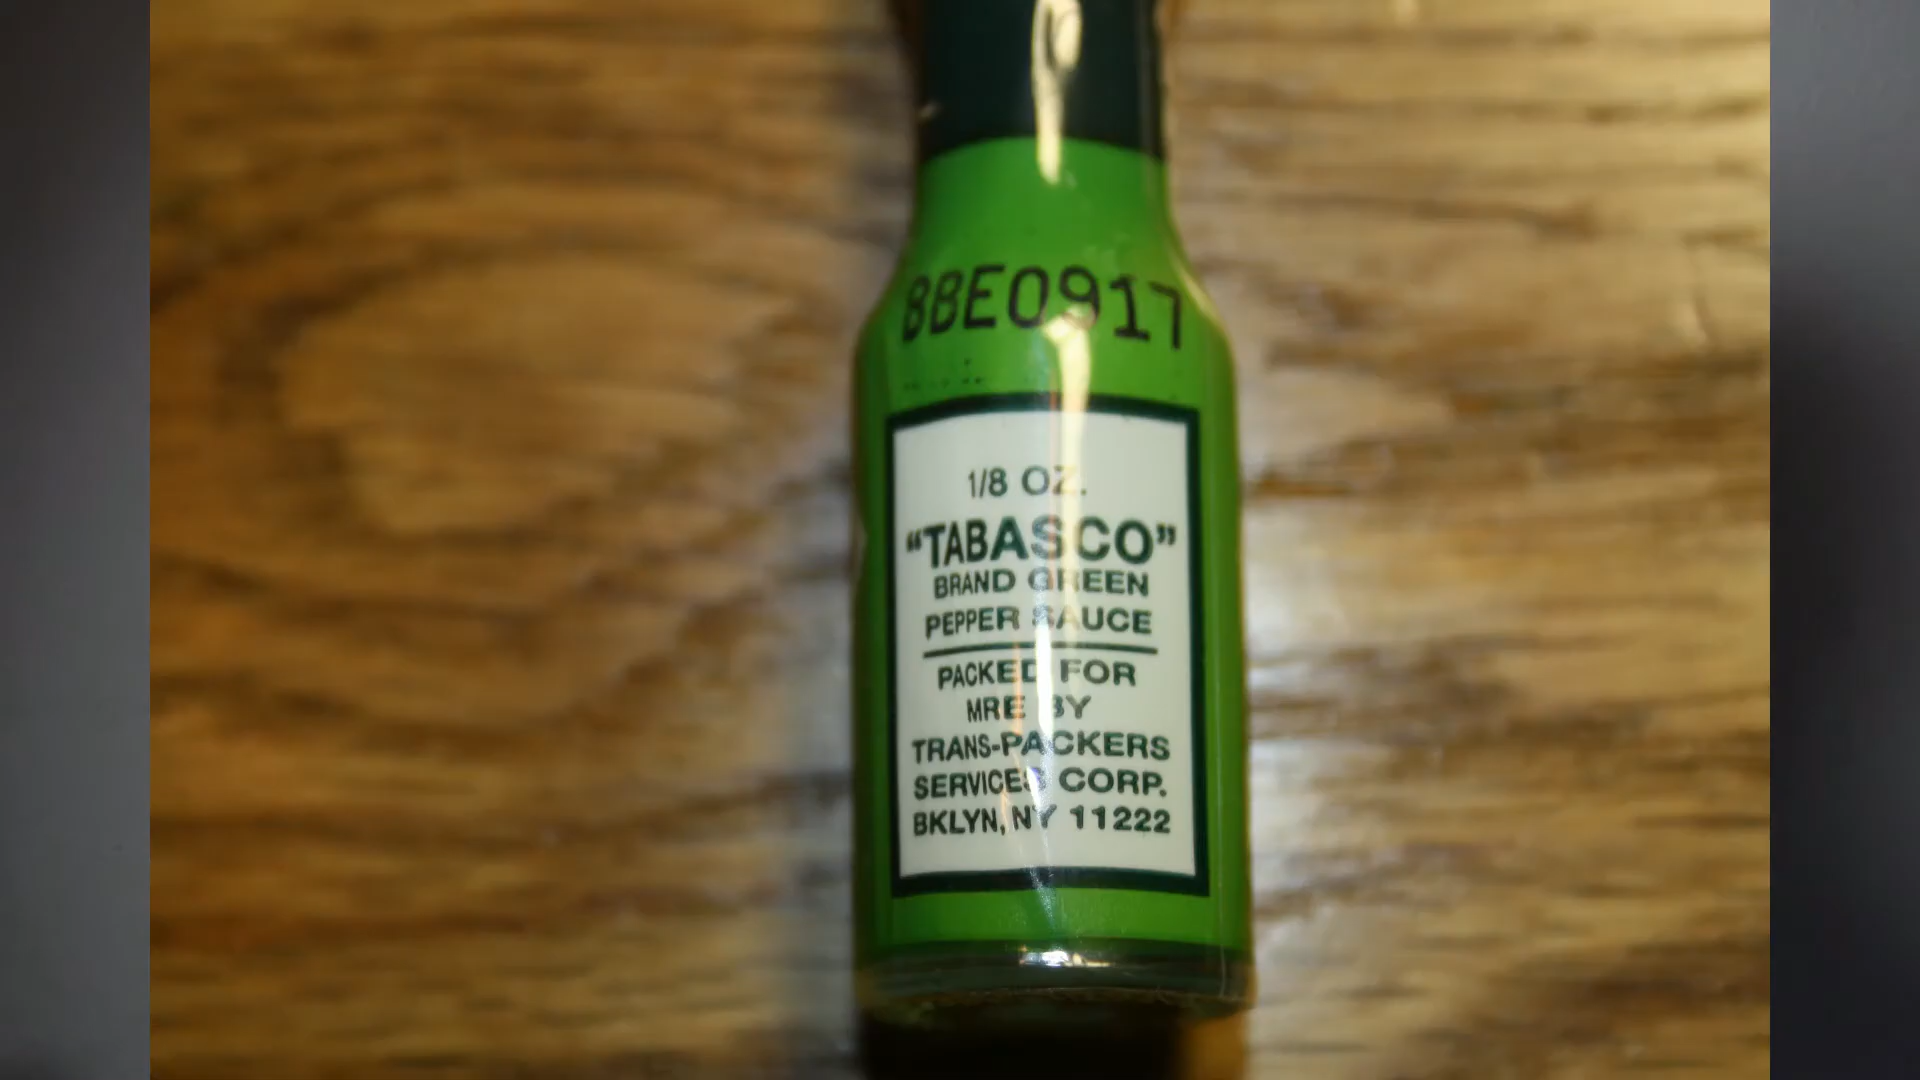 BBE0917
1/8 OZ.
“TABASCO”
BRAND GREEN
PEPPER SAUCE
PACKED FOR
MRE BY
TRANS-PACKERS
SERVICES CORP.
BKLYN, NY 11222